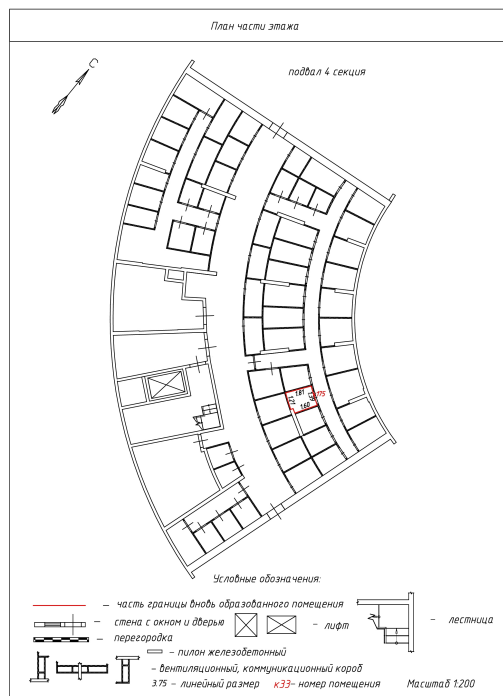 План части этажа
С
подвал 4 секция
1.81
1.60
Условные обозначения:
— часть границы вновь образованного помещения
— стена с окном и дверью
— лифт
— лестница
— перегородка
— пилон железобетонный
— вентиляционный, коммуникационный короб
3.75 — линейный размер
к33— номер помещения
Масштаб 1:200